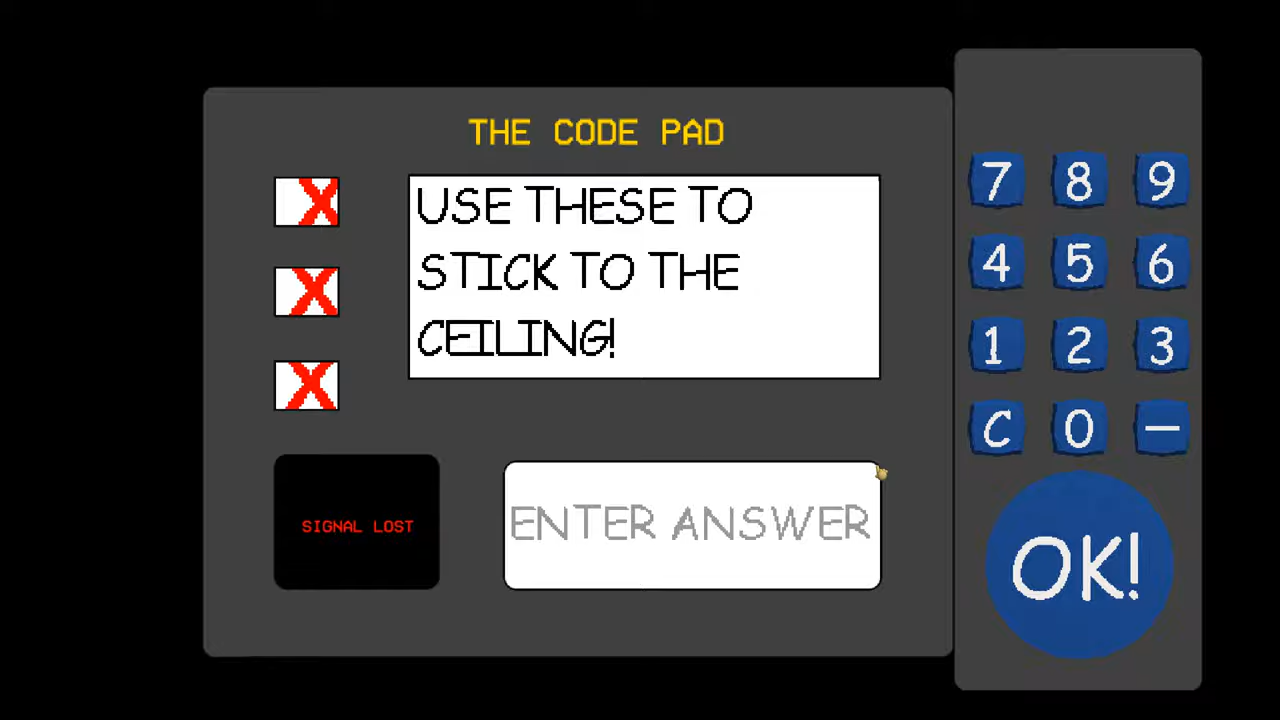 THE CODE PAD
X
USE THESE TO
STICK TO THE
CEILING!
X
X
SIGNAL LOST
ENTER ANSWER
7 8 9
4 5 6
1 2 3
C 0 —
OK!